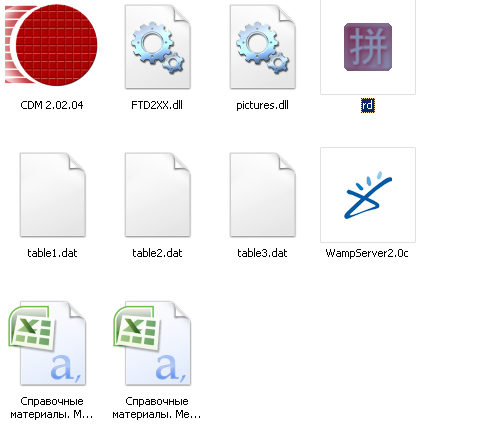 拼
CDM 2.02.04
FTD2XX.dll
pictures.dll
rd
table1.dat
table2.dat
table3.dat
WampServer2.0c
a,
a,
Справочные
материалы. М...
Справочные
материалы. Ме...